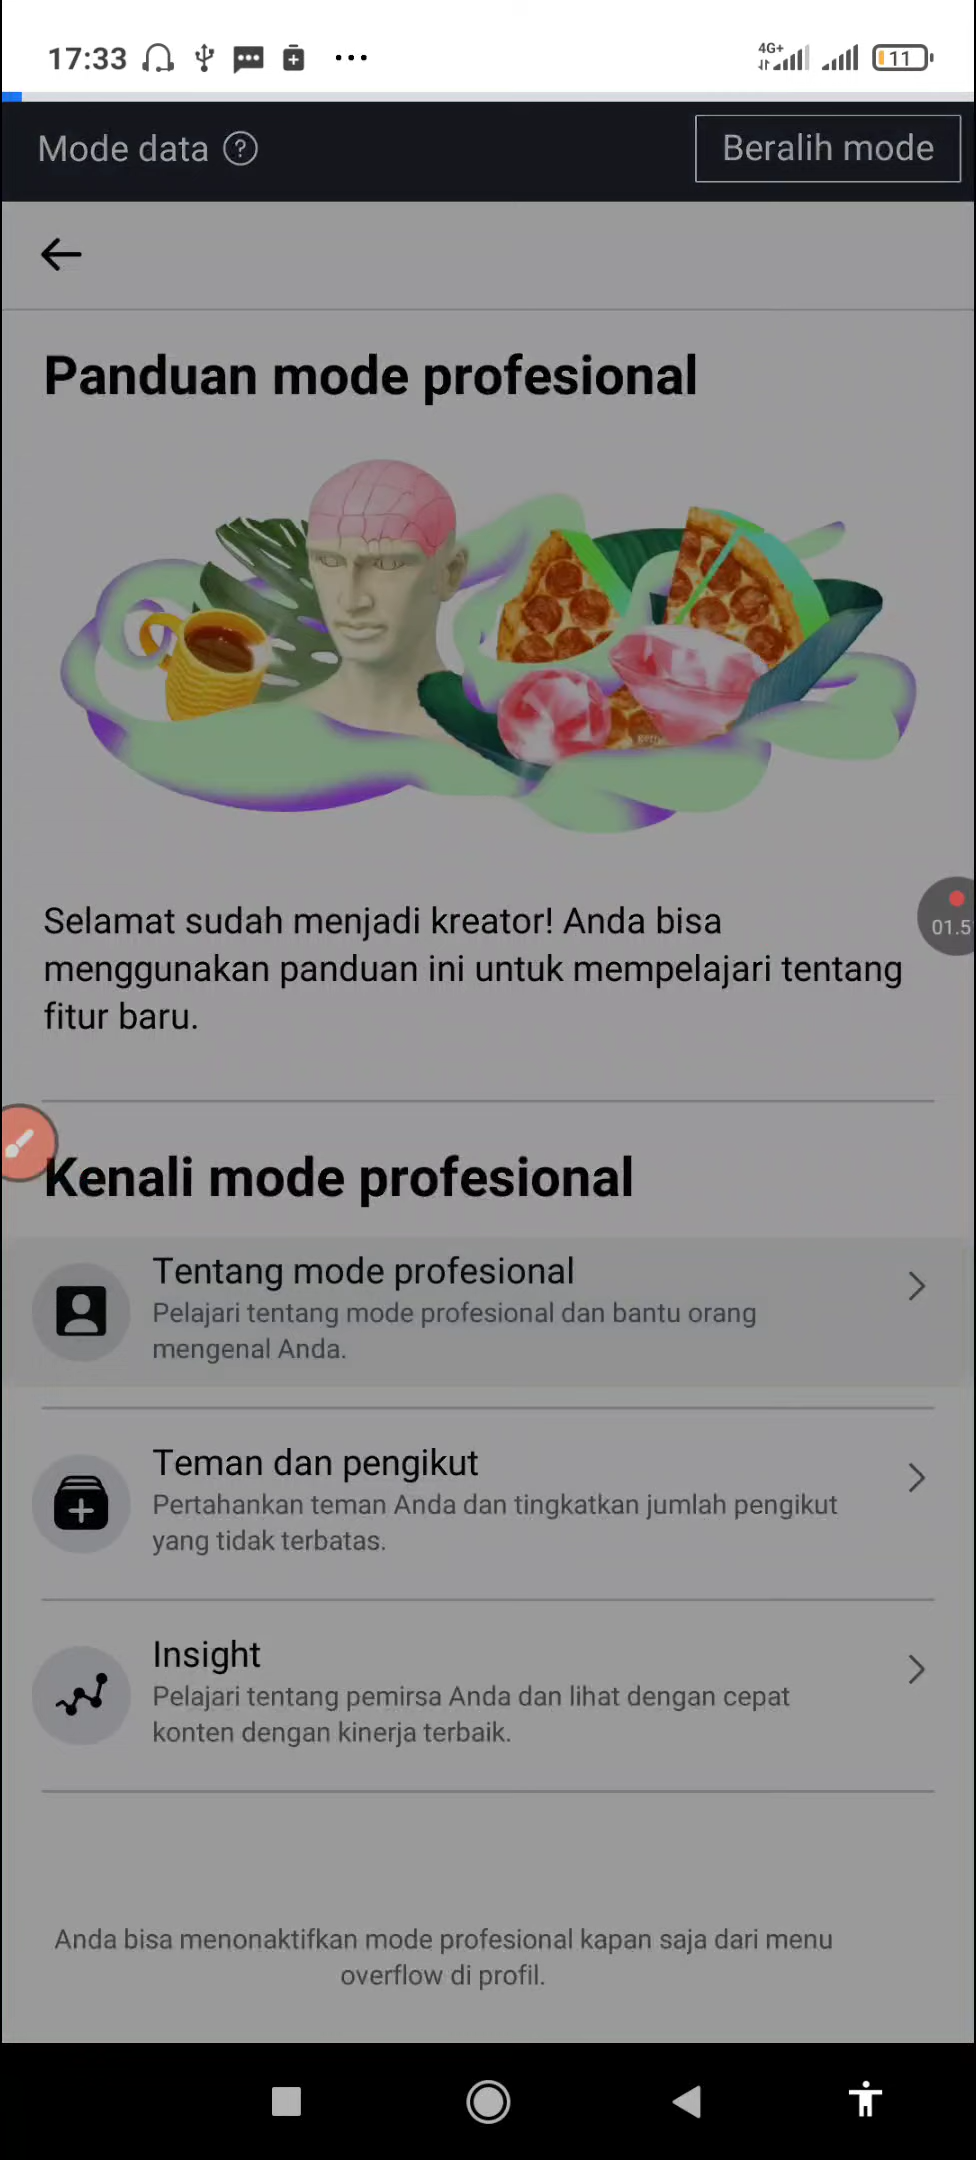 17:33
4G+
11
Mode data
Beralih mode
Panduan mode profesional
Selamat sudah menjadi kreator! Anda bisa
menggunakan panduan ini untuk mempelajari tentang
fitur baru.
01.5
Kenali mode profesional
Tentang mode profesional
Pelajari tentang mode profesional dan bantu orang
mengenal Anda.
Teman dan pengikut
Pertahankan teman Anda dan tingkatkan jumlah pengikut
yang tidak terbatas.
Insight
Pelajari tentang pemirsa Anda dan lihat dengan cepat
konten dengan kinerja terbaik.
Anda bisa menonaktifkan mode profesional kapan saja dari menu
overflow di profil.